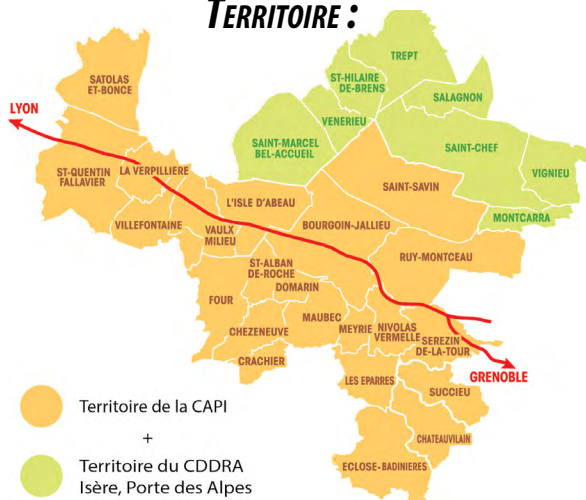 TERRITOIRE :
TREPT
SATOLAS
ET-BONCE
ST-HILAIRE
DE-BRENS
SALAGNON
LYON
VENERIEU
SAINT-MARCEL
BEL-ACCUEIL
SAINT-CHEF
ST-QUENTIN
FALLAVIER
LA VERPILLIERE
VIGNIEU
SAINT-SAVIN
L'ISLE D'ABEAU
MONTCARRA
VILLEFONTAINE
VAULX
MILIEU
BOURGOIN-JALLIEU
RUY-MONTCEAU
ST-ALBAN
DE-ROCHE
DOMARIN
FOUR
MAUBEC
CHEZENEUVE
MEYRIE
NIVOLAS
VERMELLE
SEREZIN
DE-LA-TOUR
CRACHIER
GRENOBLE
LES EPARRES
SUCCIEU
Territoire de la CAPI
+
CHATEAUVILAIN
ECLOSE-BADINIERES
Territoire du CDDRA
Isère, Porte des Alpes